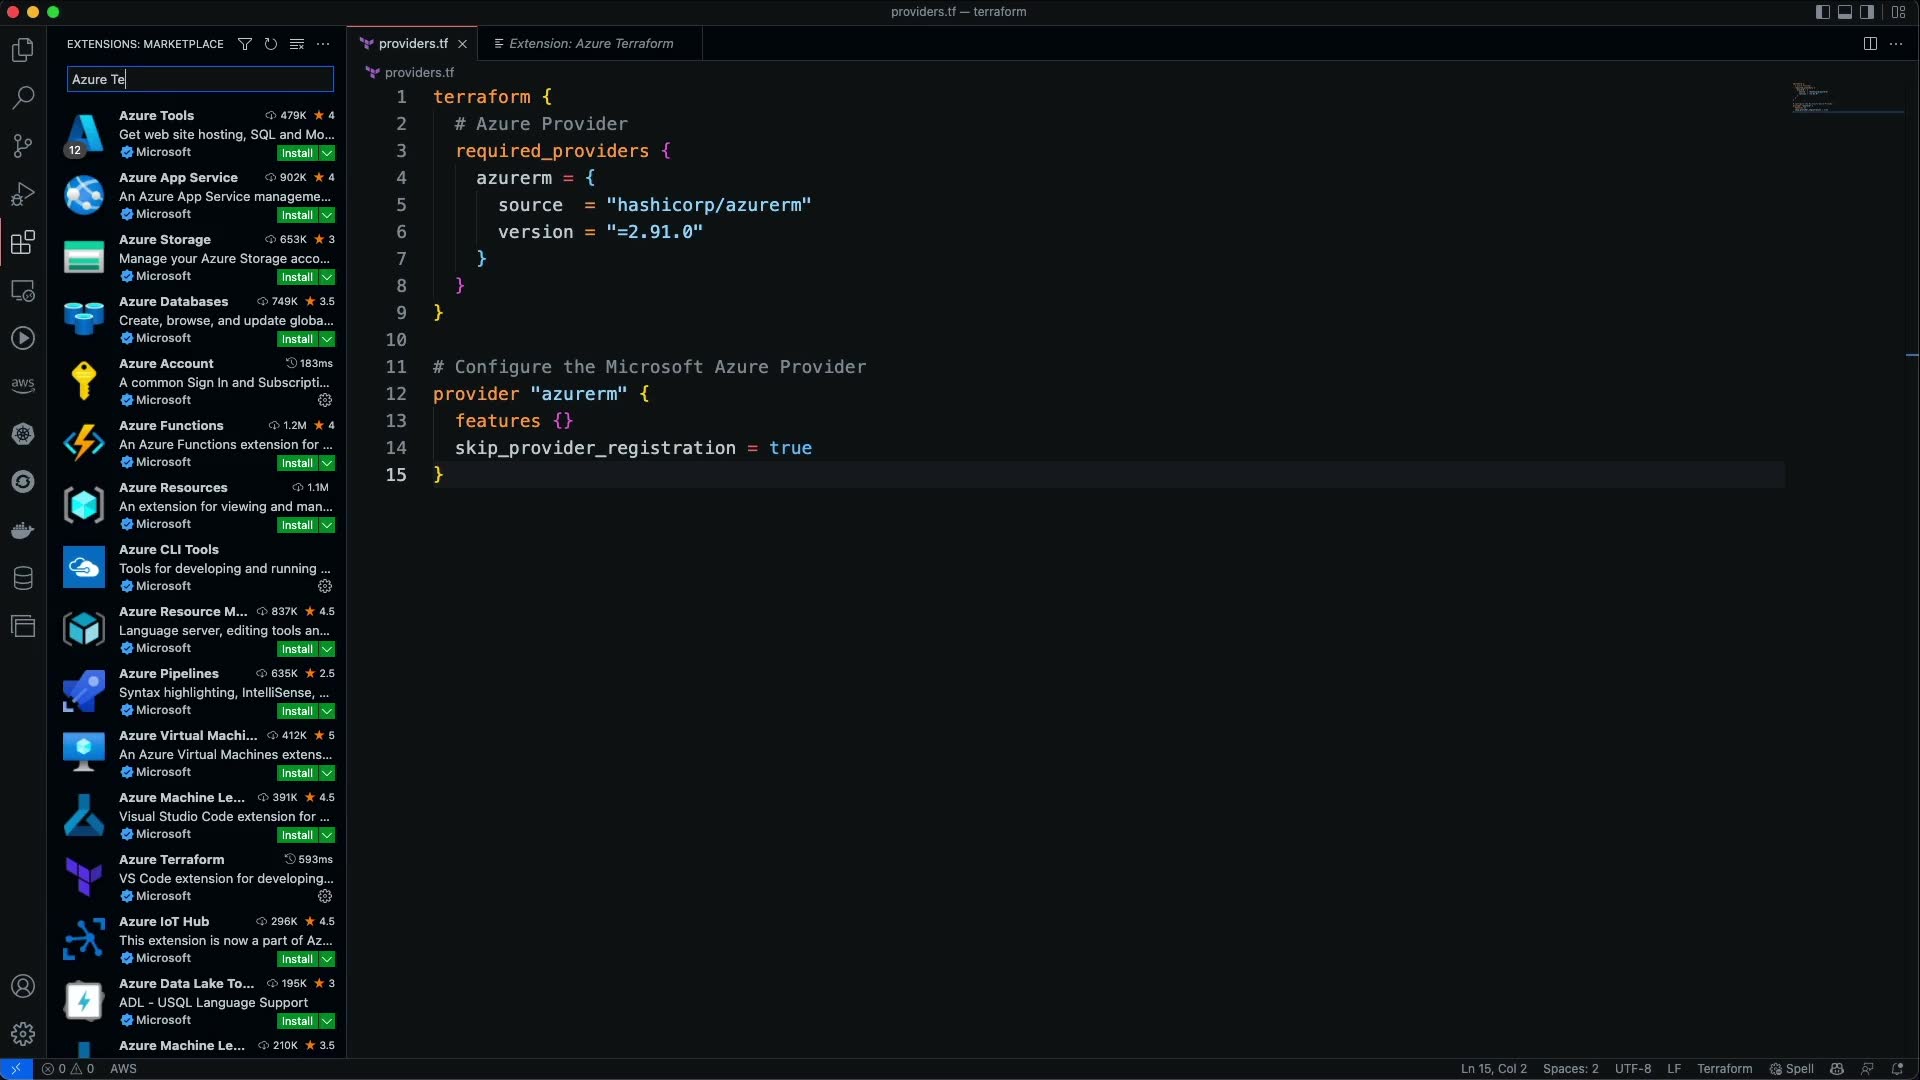 providers.tf — terraform
EXTENSIONS: MARKETPLACE
Azure Te
Azure Tools 479K ★ 4
Get web site hosting, SQL and Mo...
12
Microsoft Install
Azure App Service 902K ★ 4
An Azure App Service manageme...
Microsoft Install
Azure Storage 653K ★ 3
Manage your Azure Storage acco...
Microsoft Install
Azure Databases 749K ★ 3.5
Create, browse, and update globa...
Microsoft Install
Azure Account 183ms
A common Sign In and Subscripti...
Microsoft
Azure Functions 1.2M ★ 4
An Azure Functions extension for ...
Microsoft Install
Azure Resources 1.1M
An extension for viewing and man...
Microsoft Install
Azure CLI Tools
Tools for developing and running ...
Microsoft
Azure Resource M... 837K ★ 4.5
Language server, editing tools an...
Microsoft Install
Azure Pipelines 635K ★ 2.5
Syntax highlighting, IntelliSense, ...
Microsoft Install
Azure Virtual Machi... 412K ★ 5
An Azure Virtual Machines extens...
Microsoft Install
Azure Machine Le... 391K ★ 4.5
Visual Studio Code extension for ...
Microsoft Install
Azure Terraform 593ms
VS Code extension for developing...
Microsoft
Azure IoT Hub 296K ★ 4.5
This extension is now a part of Az...
Microsoft Install
Azure Data Lake To... 195K ★ 3
ADL - USQL Language Support
Microsoft Install
Azure Machine Le... 210K ★ 3.5
aws
providers.tf
Extension: Azure Terraform
providers.tf
1 terraform {
2 # Azure Provider
3 required_providers {
4 azurerm = {
5 source = "hashicorp/azurerm"
6 version = "=2.91.0"
7 }
8 }
9 }
10
11 # Configure the Microsoft Azure Provider
12 provider "azurerm" {
13 features {}
14 skip_provider_registration = true
15 }
0 0 AWS
Ln 15, Col 2 Spaces: 2 UTF-8 LF Terraform Spell